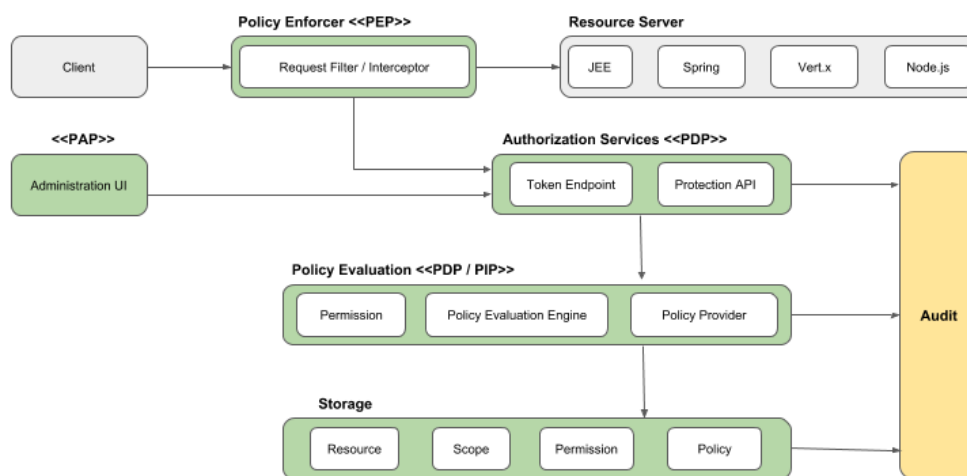 Policy Enforcer <<PEP>>
Resource Server
Client
Request Filter / Interceptor
JEE
Spring
Vert.x
Node.js
<<PAP>>
Authorization Services <<PDP>>
Administration UI
Token Endpoint
Protection API
Policy Evaluation <<PDP / PIP>>
Permission
Policy Evaluation Engine
Policy Provider
Audit
Storage
Resource
Scope
Permission
Policy